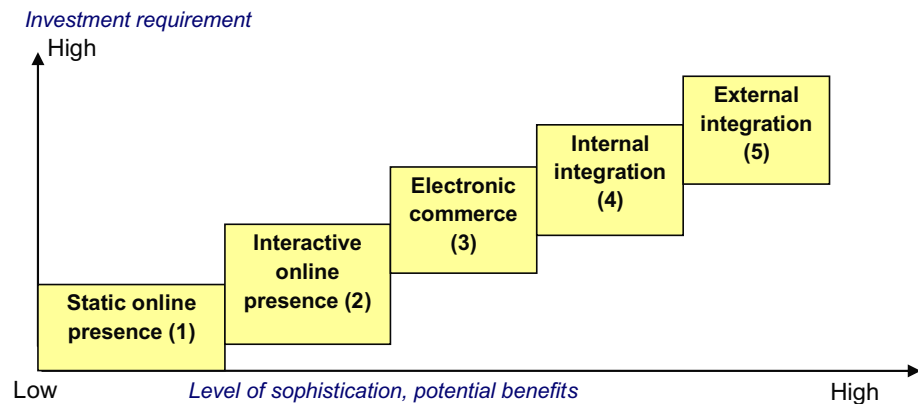 Investment requirement
High
External
integration
(5)
Internal
integration
(4)
Electronic
commerce
(3)
Interactive
online
presence (2)
Static online
presence (1)
Low
Level of sophistication, potential benefits
High